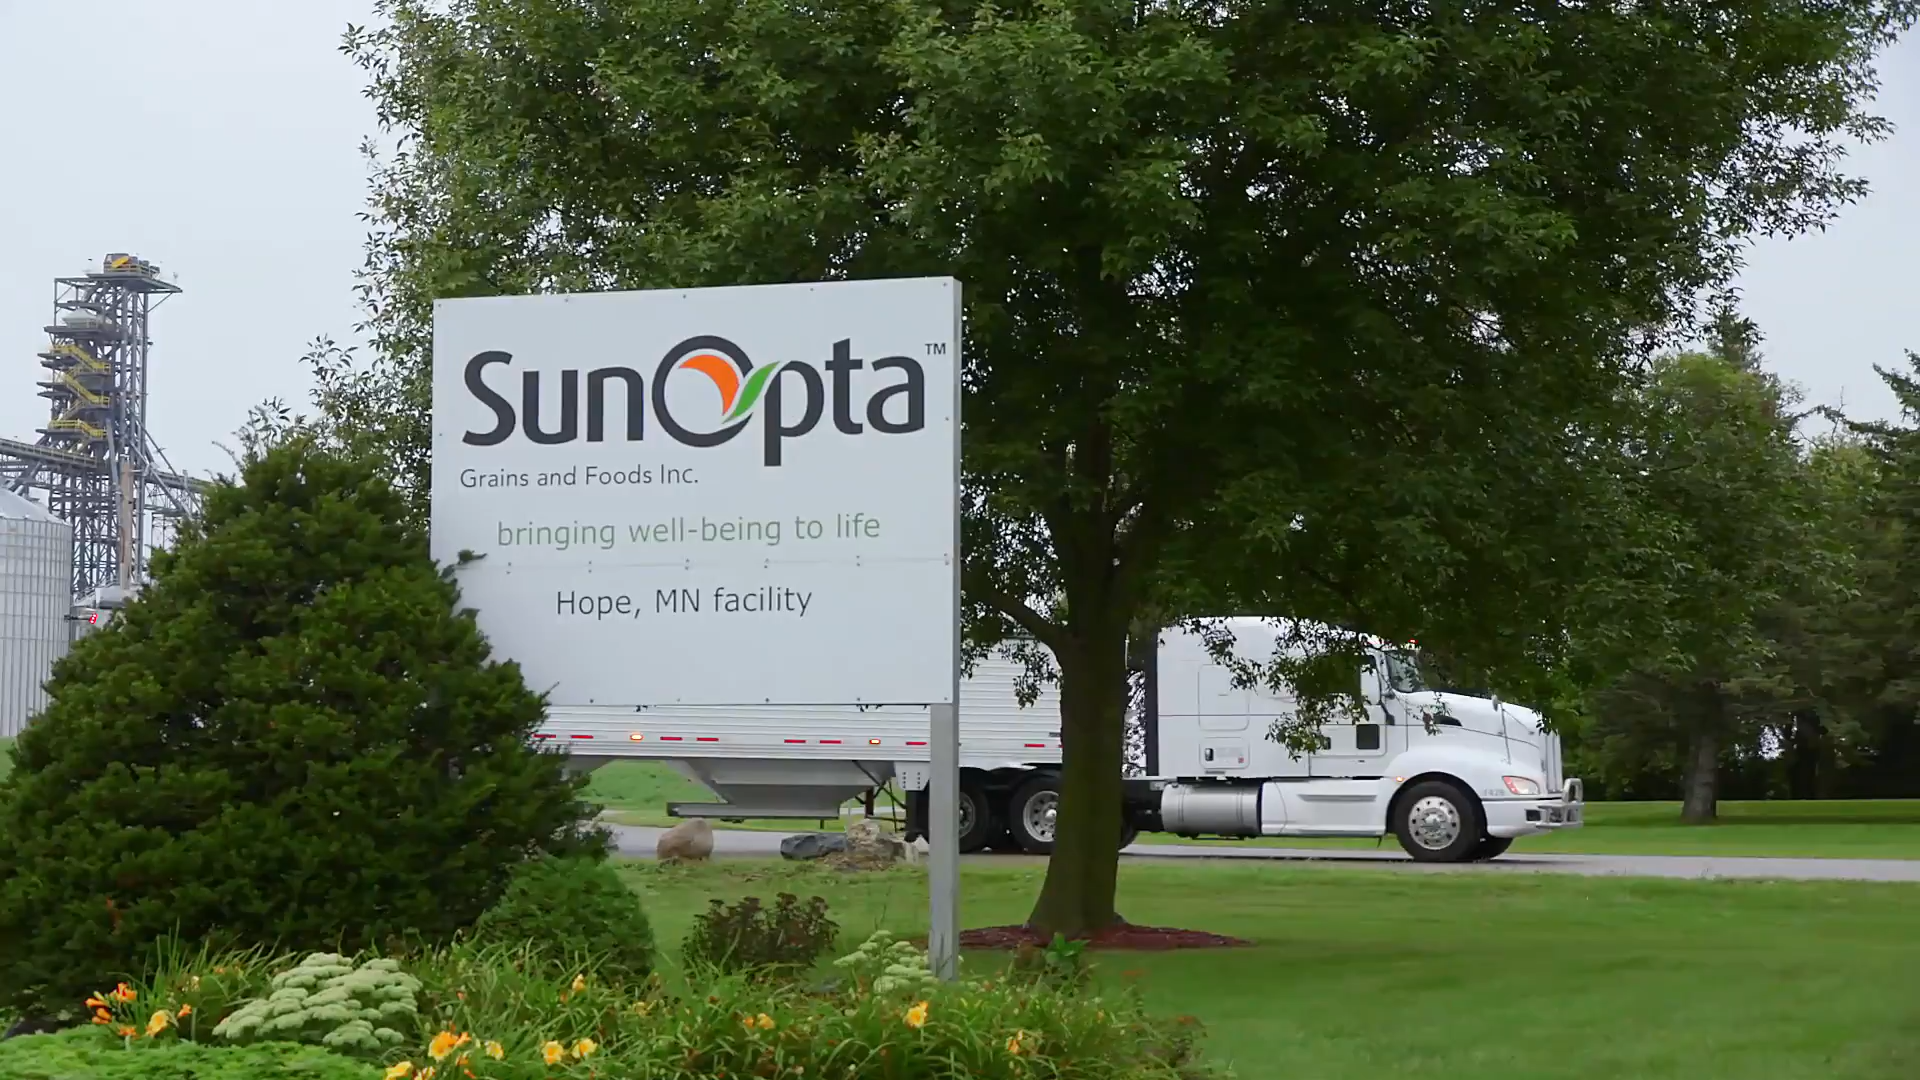 SunOpta™
Grains and Foods Inc.
bringing well-being to life
Hope, MN facility